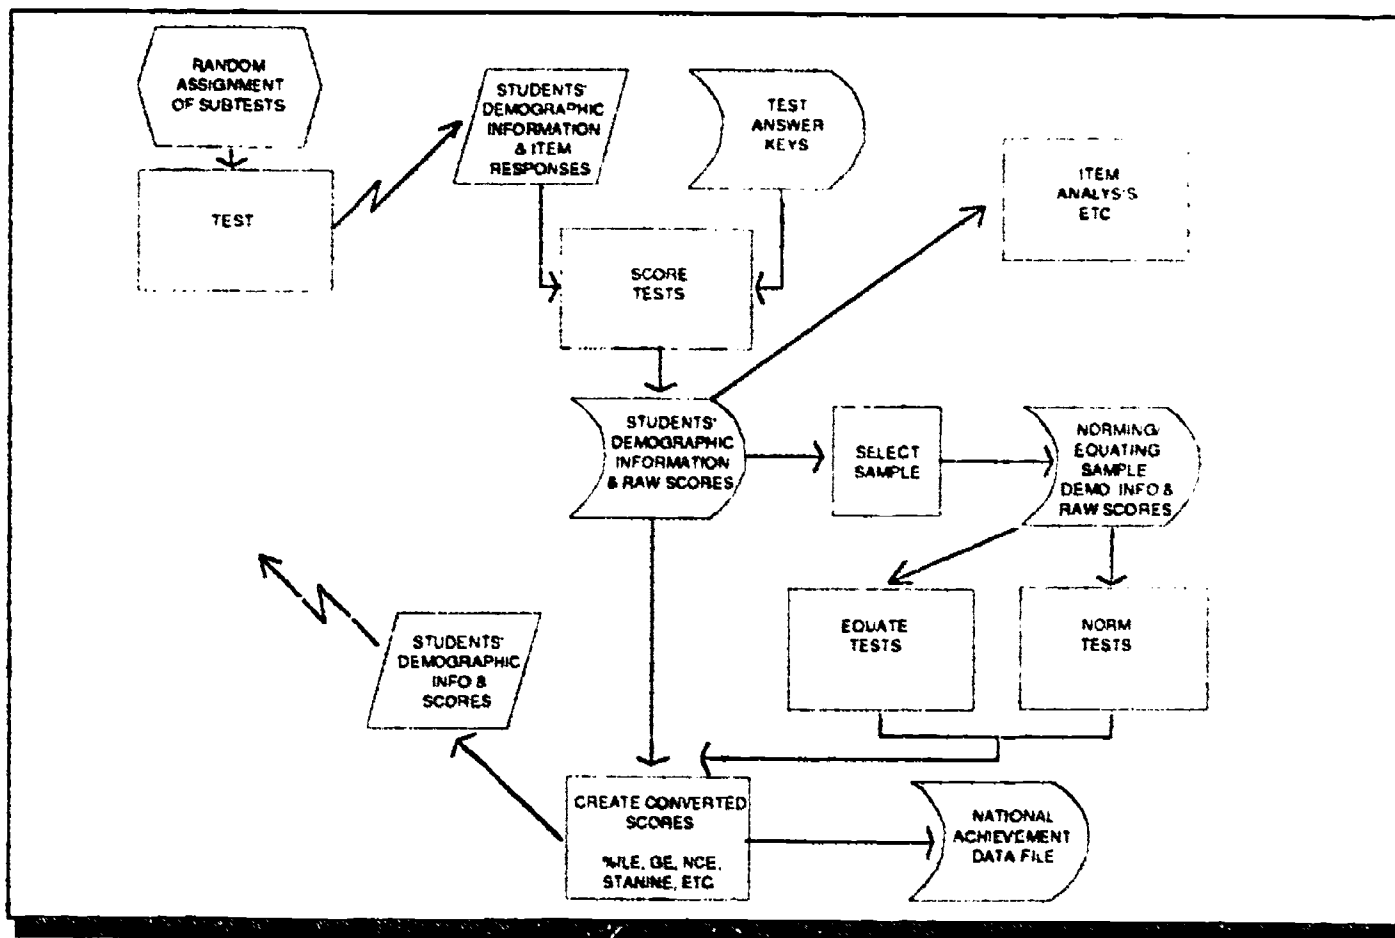 RANDOM
ASSIGNMENT
OF SUBTESTS
TEST
STUDENTS'
DEMOGRAPHIC
INFORMATION
& ITEM
RESPONSES
TEST
ANSWER
KEYS
ITEM
ANALYS'S
ETC
SCORE
TESTS
STUDENTS'
DEMOGRAPHIC
INFORMATION
& RAW SCORES
SELECT
SAMPLE
NORMING/
EQUATING
SAMPLE
DEMO INFO &
RAW SCORES
EQUATE
TESTS
NORM
TESTS
STUDENTS'
DEMOGRAPHIC
INFO &
SCORES
CREATE CONVERTED
SCORES
%ILE, GE, NCE,
STANINE, ETC
NATIONAL
ACHIEVEMENT
DATA FILE